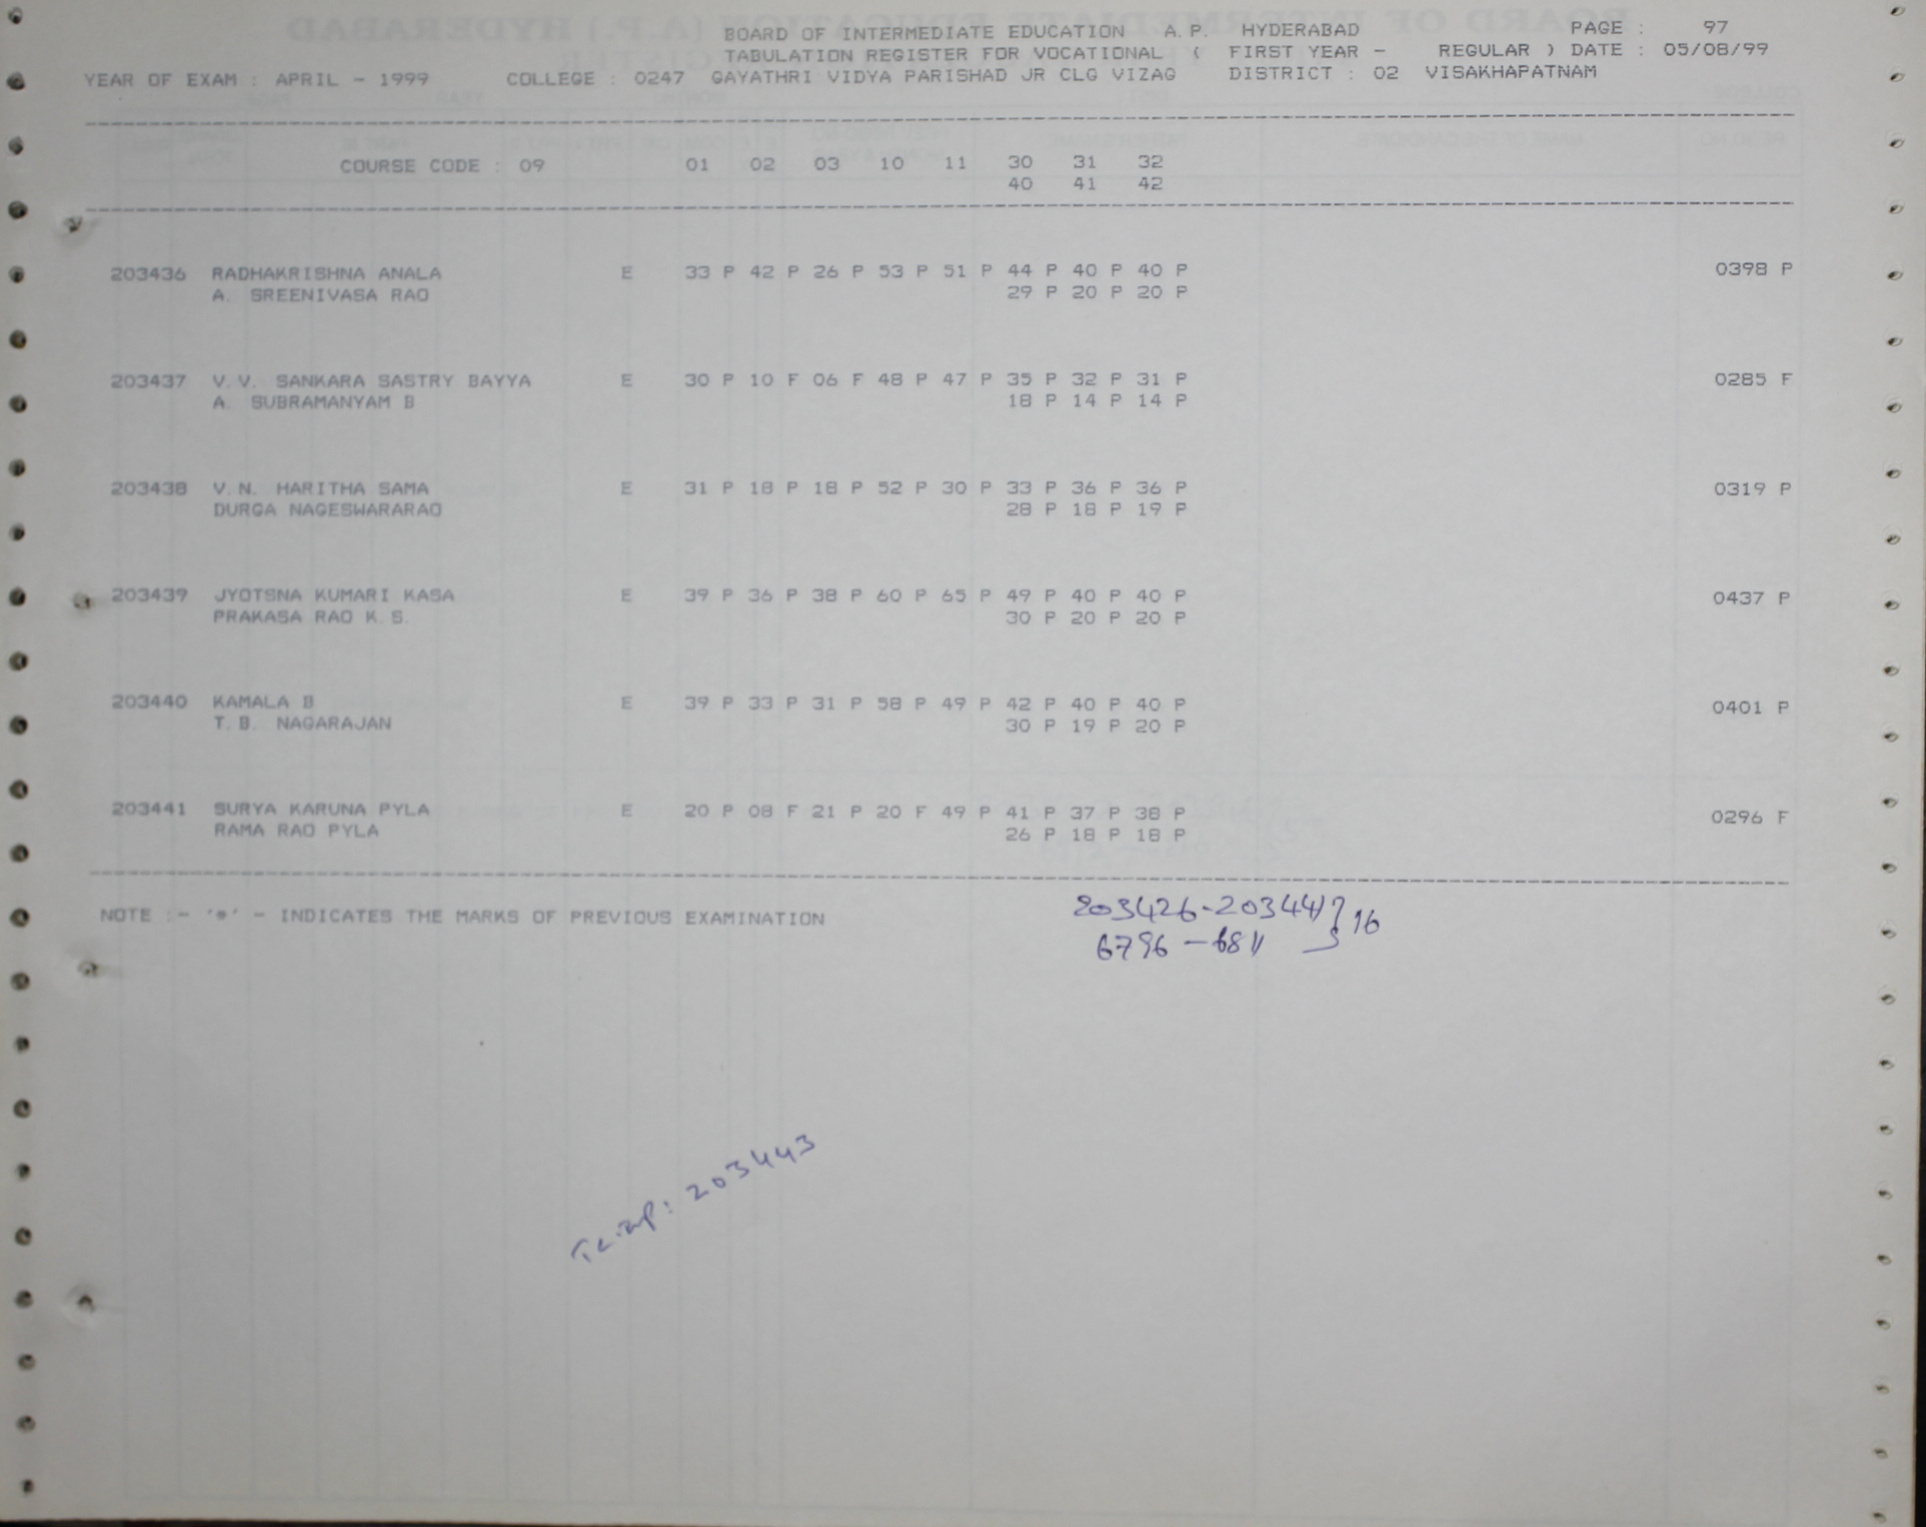 BOARD OF INTERMEDIATE EDUCATION A.P. HYDERABAD PAGE : 97
TABULATION REGISTER FOR VOCATIONAL ( FIRST YEAR - REGULAR ) DATE : 05/08/99
YEAR OF EXAM : APRIL - 1999 COLLEGE : 0247 GAYATHRI VIDYA PARISHAD JR CLG VIZAG DISTRICT : 02 VISAKHAPATNAM
COURSE CODE : 09 01 02 03 10 11 30 31 32
40 41 42
203436 RADHAKRISHNA ANALA E 33 P 42 P 26 P 53 P 51 P 44 P 40 P 40 P 0398 P
A. SREENIVASA RAO 29 P 20 P 20 P
203437 V.V. SANKARA SASTRY BAYYA E 30 P 10 F 06 F 48 P 47 P 35 P 32 P 31 P 0285 F
A. SUBRAMANYAM B 18 P 14 P 14 P
203438 V.N. HARITHA SAMA E 31 P 18 P 18 P 52 P 30 P 33 P 36 P 36 P 0319 P
DURGA NAGESWARARAO 28 P 18 P 19 P
203439 JYOTSNA KUMARI KASA E 39 P 36 P 38 P 60 P 65 P 49 P 40 P 40 P 0437 P
PRAKASA RAO K.S. 30 P 20 P 20 P
203440 KAMALA B E 39 P 33 P 31 P 58 P 49 P 42 P 40 P 40 P 0401 P
T.B. NAGARAJAN 30 P 19 P 20 P
203441 SURYA KARUNA PYLA E 20 P 08 F 21 P 20 F 49 P 41 P 37 P 38 P 0296 F
RAMA RAO PYLA 26 P 18 P 18 P
NOTE :- '*' - INDICATES THE MARKS OF PREVIOUS EXAMINATION
203426-203441 } 16
6796 - 6811
203443